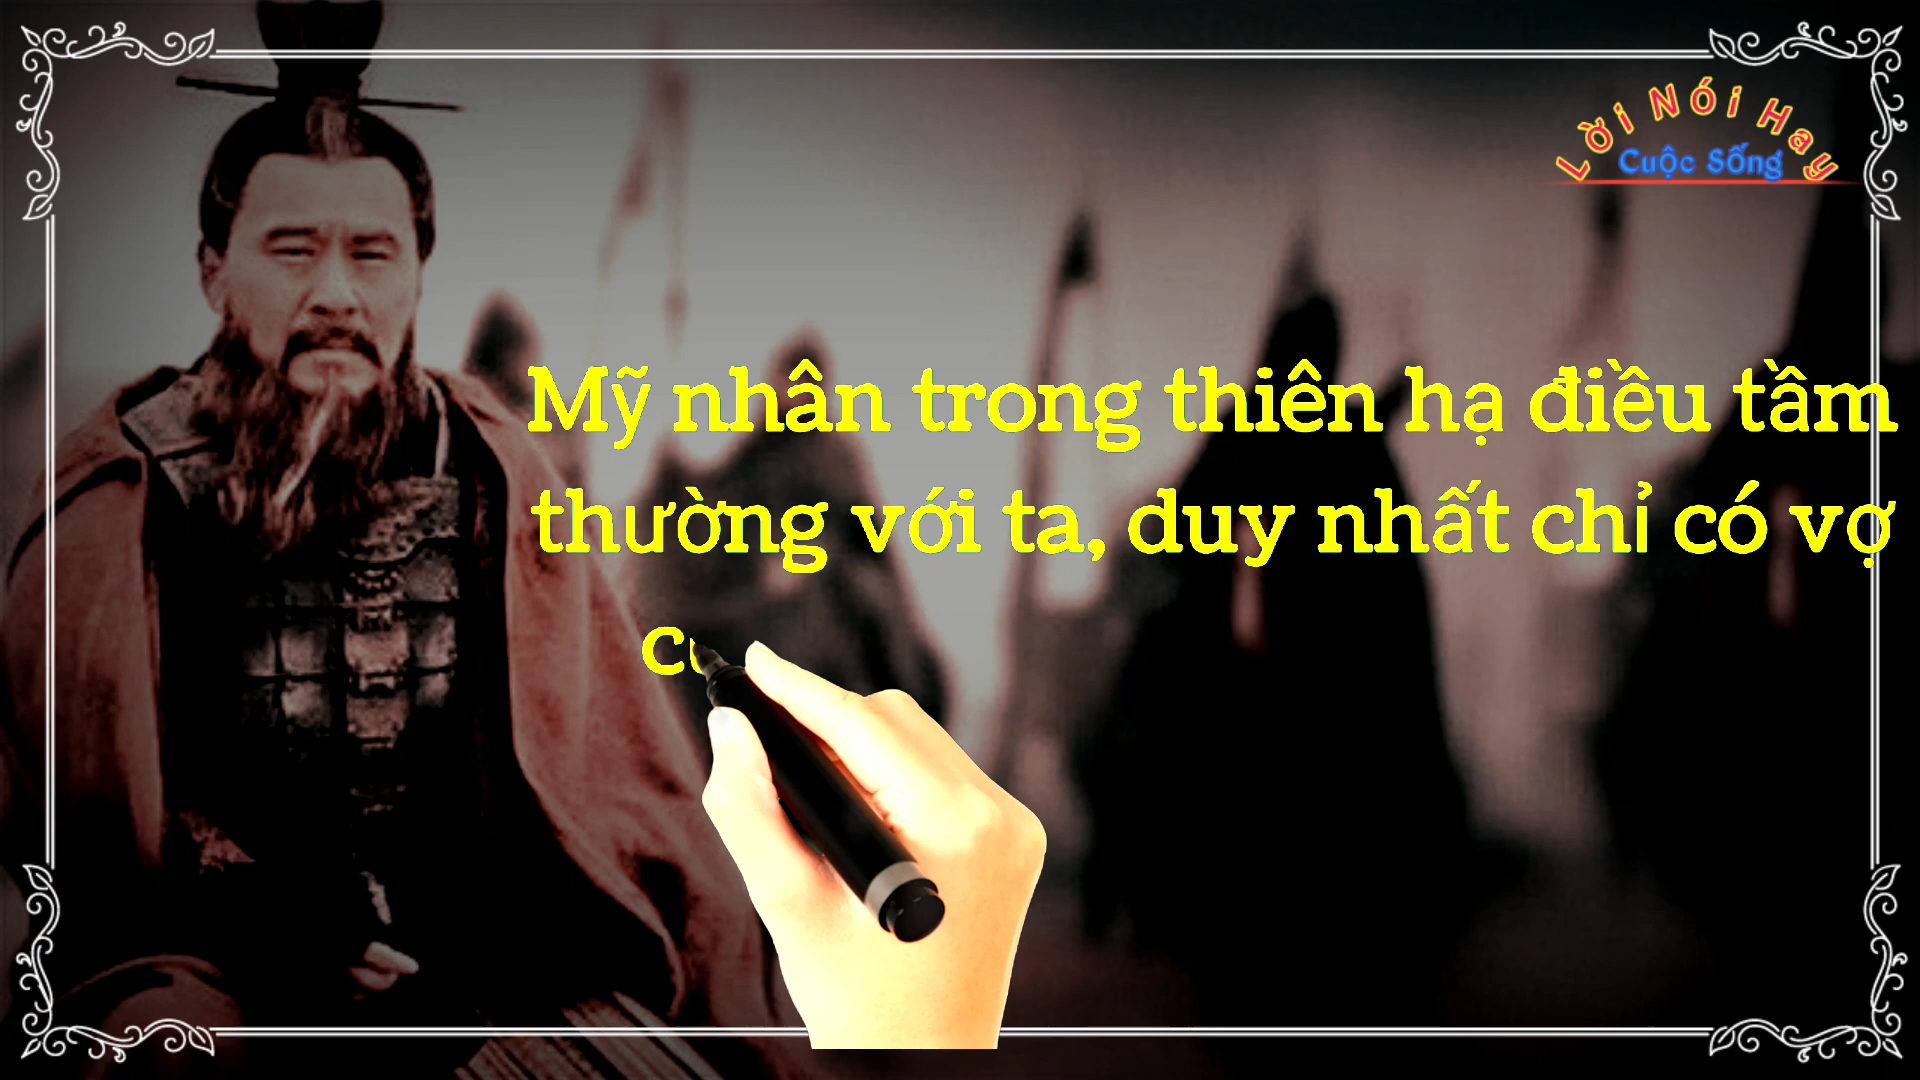 Lời Nói Hay
Cuộc Sống
Mỹ nhân trong thiên hạ điều tầm
thường với ta, duy nhất chỉ có vợ